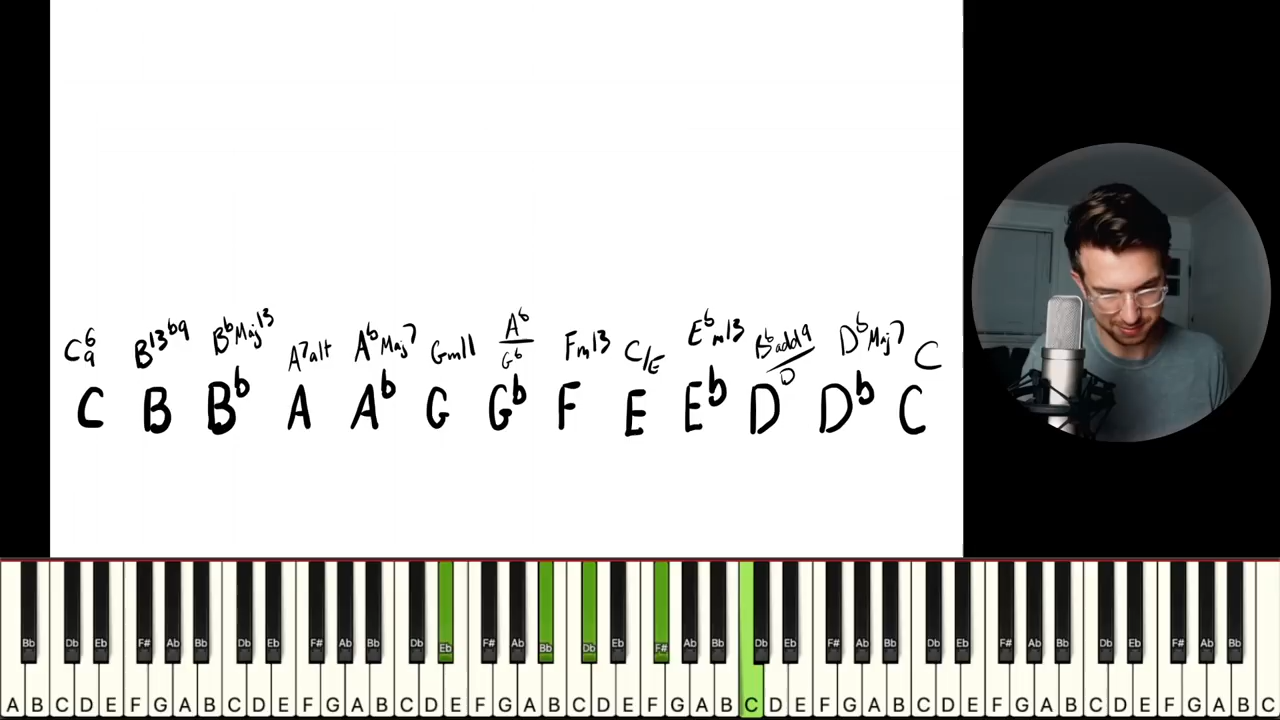 C6/9 B13b9 BbMaj13 A7alt AbMaj7 Gm11 Ab/Gb Fm13 C/E Ebm13 Bbadd9/D DbMaj7 C
C B Bb A Ab G Gb F E Eb D Db C
Bb Db Eb F# Ab Bb Db Eb F# Ab Bb Db Eb F# Ab Bb Db Eb F# Ab Bb Db Eb F# Ab Bb Db Eb F# Ab Bb Db Eb F# Ab Bb
A B C D E F G A B C D E F G A B C D E F G A B C D E F G A B C D E F G A B C D E F G A B C D E F G A B C